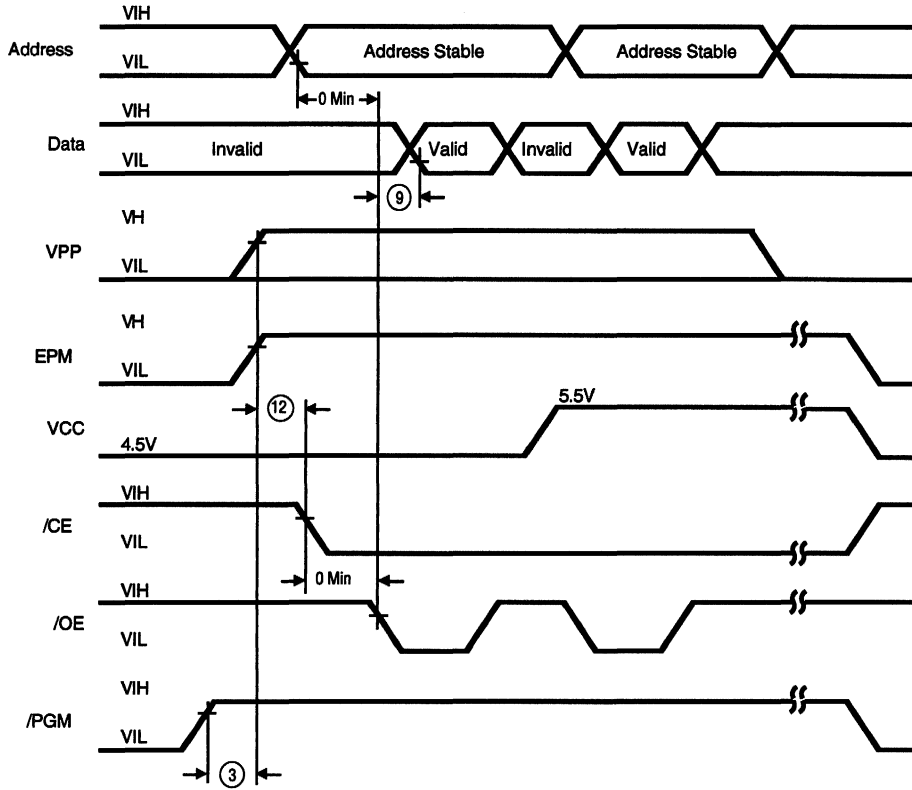 VIH
Address
VIL
Address Stable
Address Stable
0 Min
VIH
Data
VIL
Invalid
Valid
Invalid
Valid
9
VH
VPP
VIL
VH
EPM
VIL
12
5.5V
VCC
4.5V
VIH
/CE
VIL
0 Min
VIH
/OE
VIL
VIH
/PGM
VIL
3